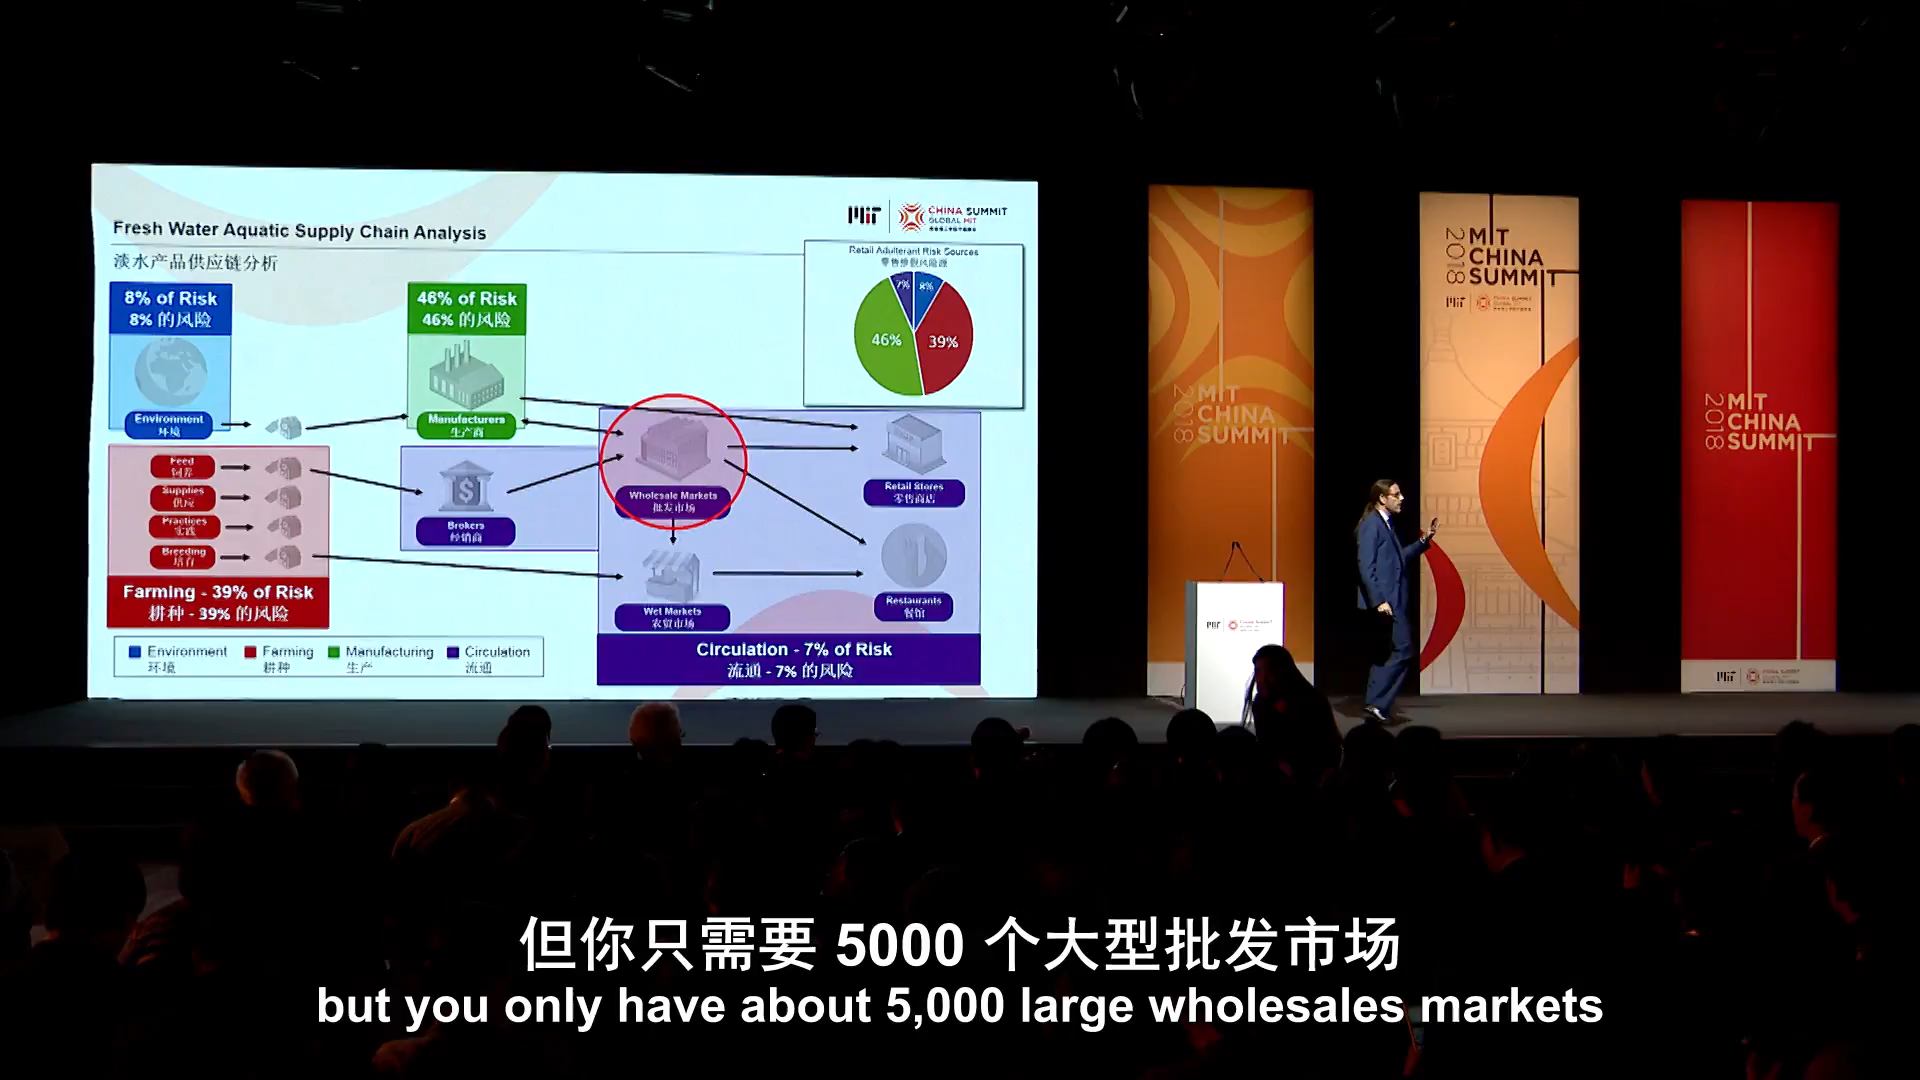 Fresh Water Aquatic Supply Chain Analysis
淡水产品供应链分析
MIT
CHINA SUMMIT
GLOBAL MIT
Retail Adulterant Risk Sources
零售掺假风险源
7%
8%
46%
39%
8% of Risk
8% 的风险
46% of Risk
46% 的风险
Environment
环境
Manufacturers
生产商
Feed
饲养
Supplies
供应
Practices
实践
Breeding
培育
Farming - 39% of Risk
耕种 - 39% 的风险
Brokers
经销商
Wholesale Markets
批发市场
Retail Stores
零售商店
Wet Markets
农贸市场
Restaurants
餐馆
Circulation - 7% of Risk
流通 - 7% 的风险
Environment
环境
Farming
耕种
Manufacturing
生产
Circulation
流通
2018
MIT
CHINA
SUMMIT
2018
MIT
CHINA
SUMMIT
MIT
CHINA SUMMIT
2018
MIT
CHINA
SUMMIT
MIT
MIT
但你只需要 5000 个大型批发市场
but you only have about 5,000 large wholesales markets